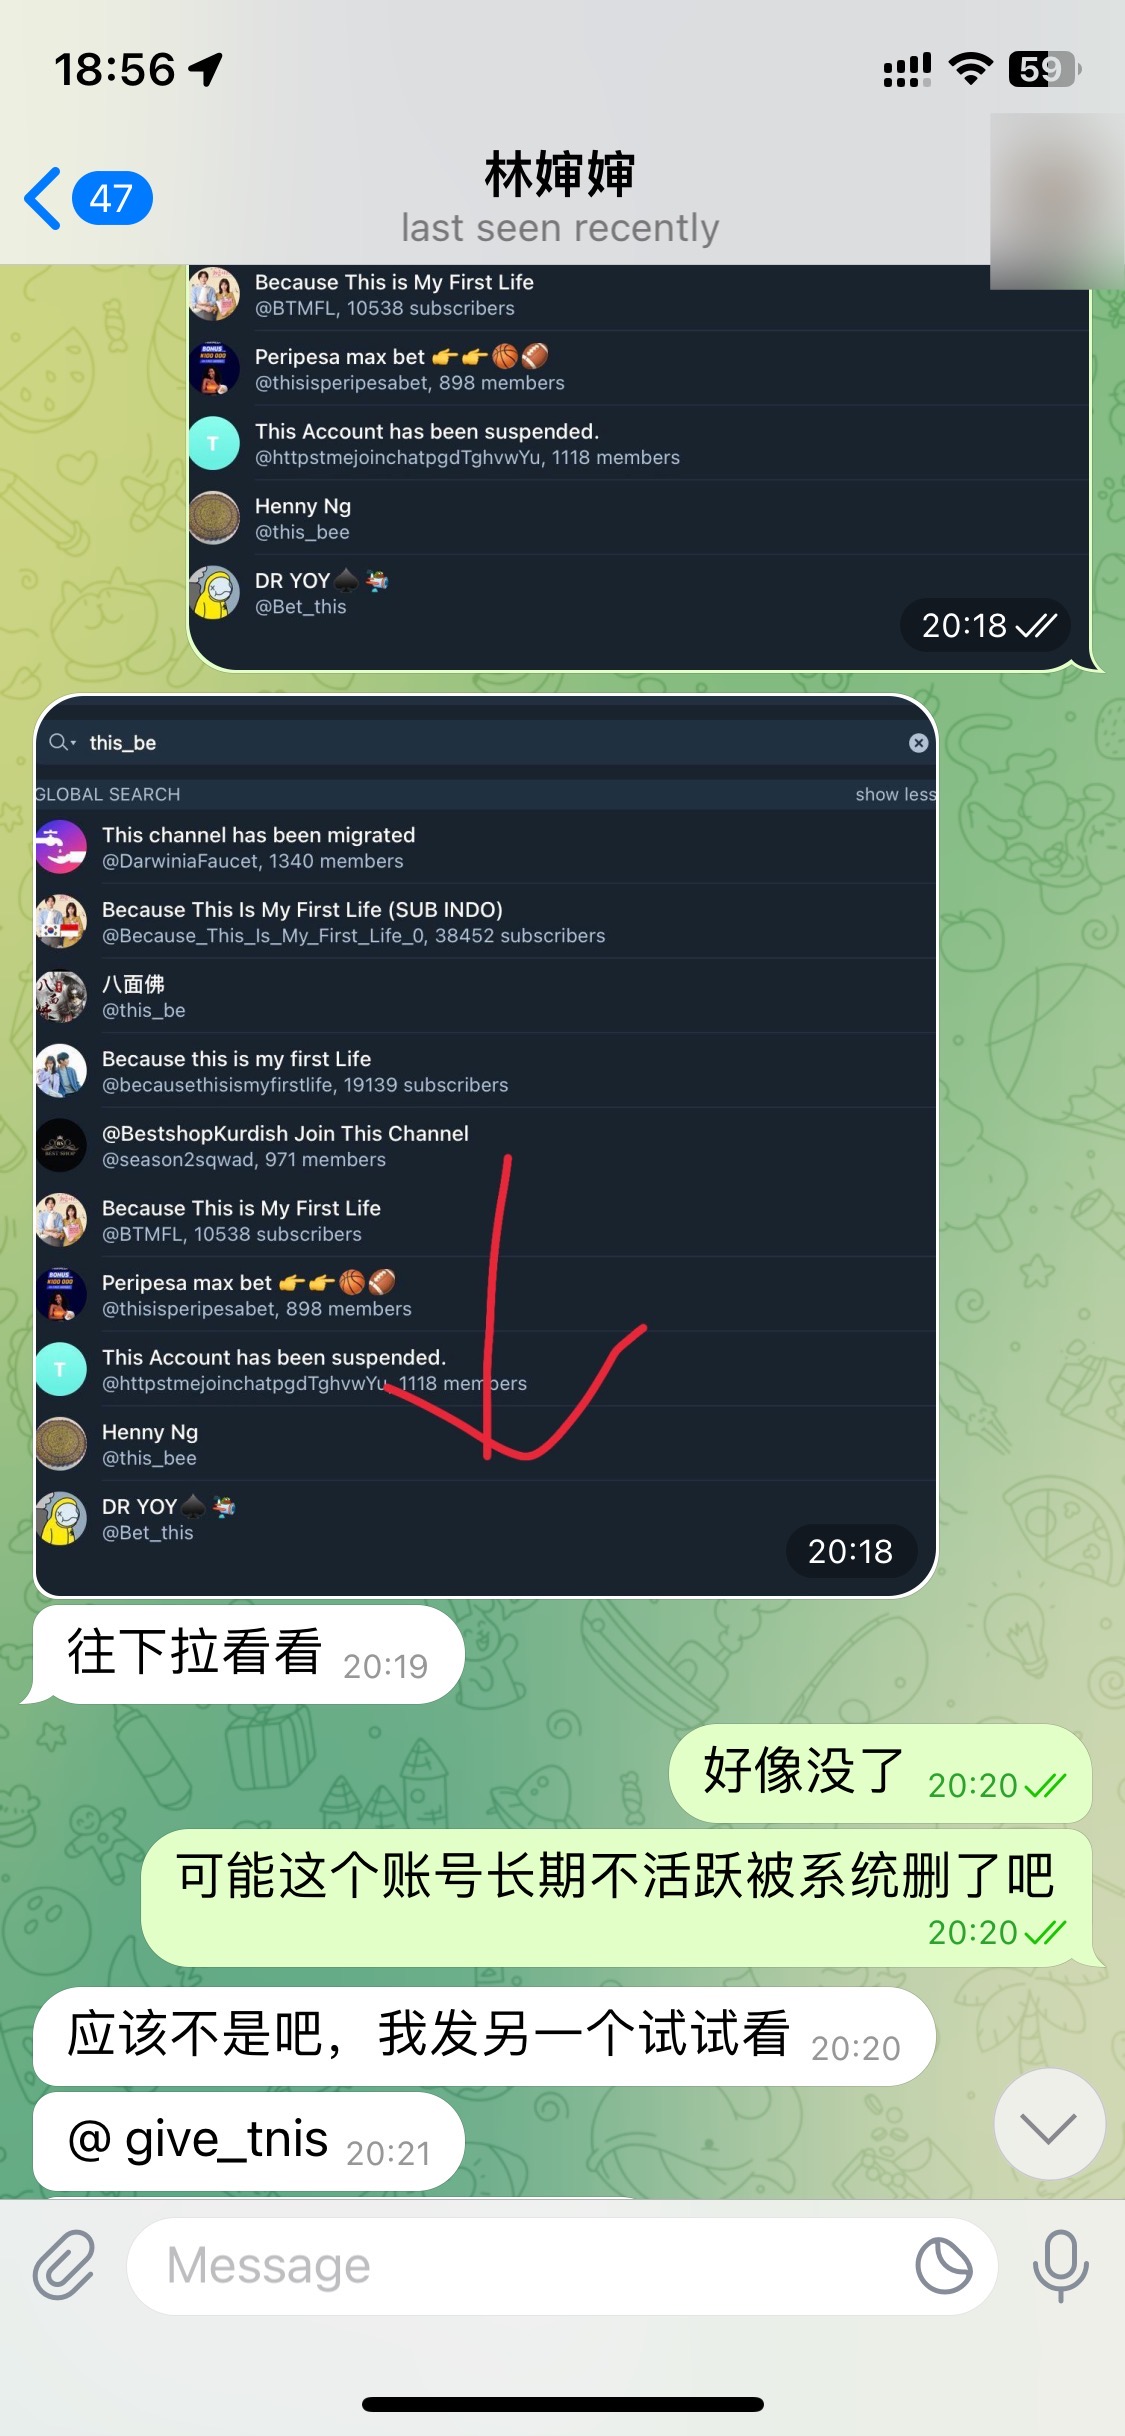 18:56
59
47
林婶婶
last seen recently
Because This is My First Life
@BTMFL, 10538 subscribers
Peripesa max bet 👉👉🏀🏈
@thisisperipesabet, 898 members
T
This Account has been suspended.
@httpstmejoinchatpgdTghvwYu, 1118 members
Henny Ng
@this_bee
DR YOY♠️
@Bet_this
20:18
this_be
GLOBAL SEARCH
show less
This channel has been migrated
@DarwiniaFaucet, 1340 members
Because This Is My First Life (SUB INDO)
@Because_This_Is_My_First_Life_0, 38452 subscribers
八面佛
@this_be
Because this is my first Life
@becausethisismyfirstlife, 19139 subscribers
@BestshopKurdish Join This Channel
@season2sqwad, 971 members
Because This is My First Life
@BTMFL, 10538 subscribers
Peripesa max bet 👉👉🏀🏈
@thisisperipesabet, 898 members
T
This Account has been suspended.
@httpstmejoinchatpgdTghvwYu, 1118 members
Henny Ng
@this_bee
DR YOY♠️
@Bet_this
20:18
往下拉看看 20:19
好像没了 20:20
可能这个账号长期不活跃被系统删了吧
20:20
应该不是吧，我发另一个试试看 20:20
@ give_tnis 20:21
Message